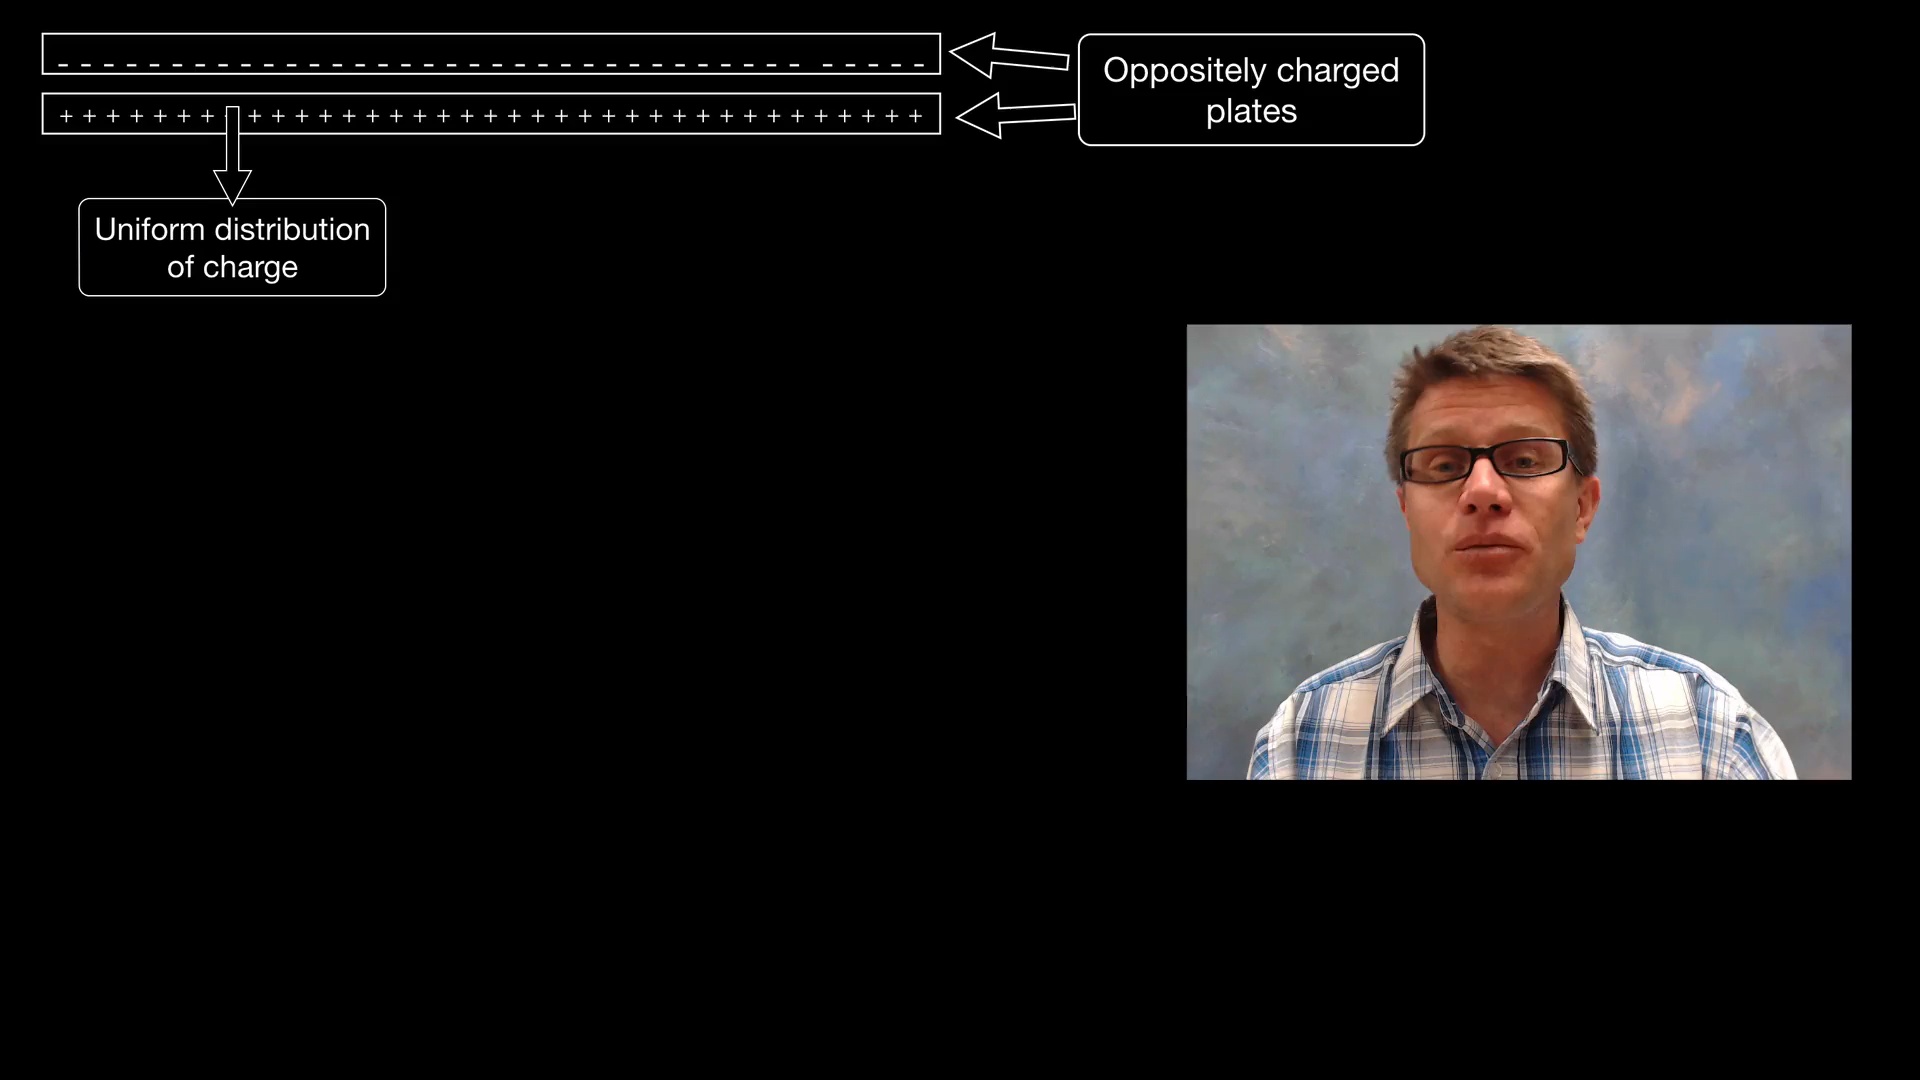 _ _ _ _ _ _ _ _ _ _ _ _ _ _ _ _ _ _ _ _ _ _ _ _ _ _ _ _ _ _ _ _ _ _ _ _ _ _
+ + + + + + + + + + + + + + + + + + + + + + + + + + + + + + + + + + + + +
Oppositely charged
plates
Uniform distribution
of charge